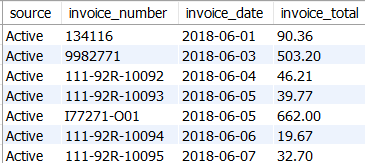 source invoice_number invoice_date invoice_total
Active 134116 2018-06-01 90.36
Active 9982771 2018-06-03 503.20
Active 111-92R-10092 2018-06-04 46.21
Active 111-92R-10093 2018-06-05 39.77
Active I77271-O01 2018-06-05 662.00
Active 111-92R-10094 2018-06-06 19.67
Active 111-92R-10095 2018-06-07 32.70